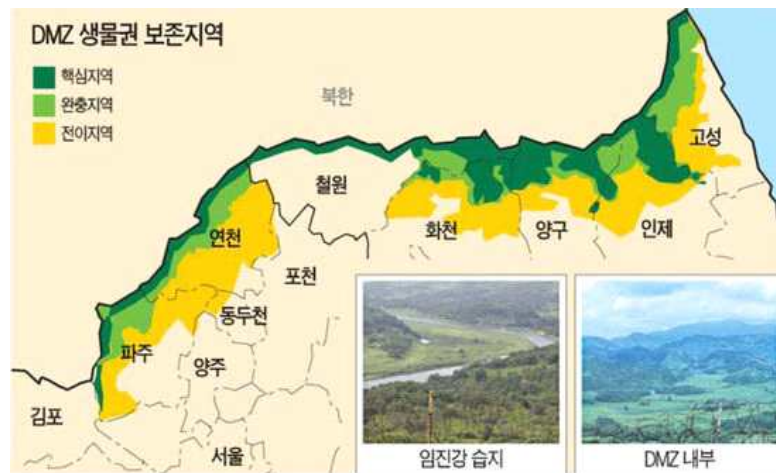 DMZ 생물권 보존지역
핵심지역
완충지역
전이지역
북한
고성
철원
연천
화천
양구
인제
포천
동두천
파주
양주
김포
서울
임진강 습지
DMZ 내부